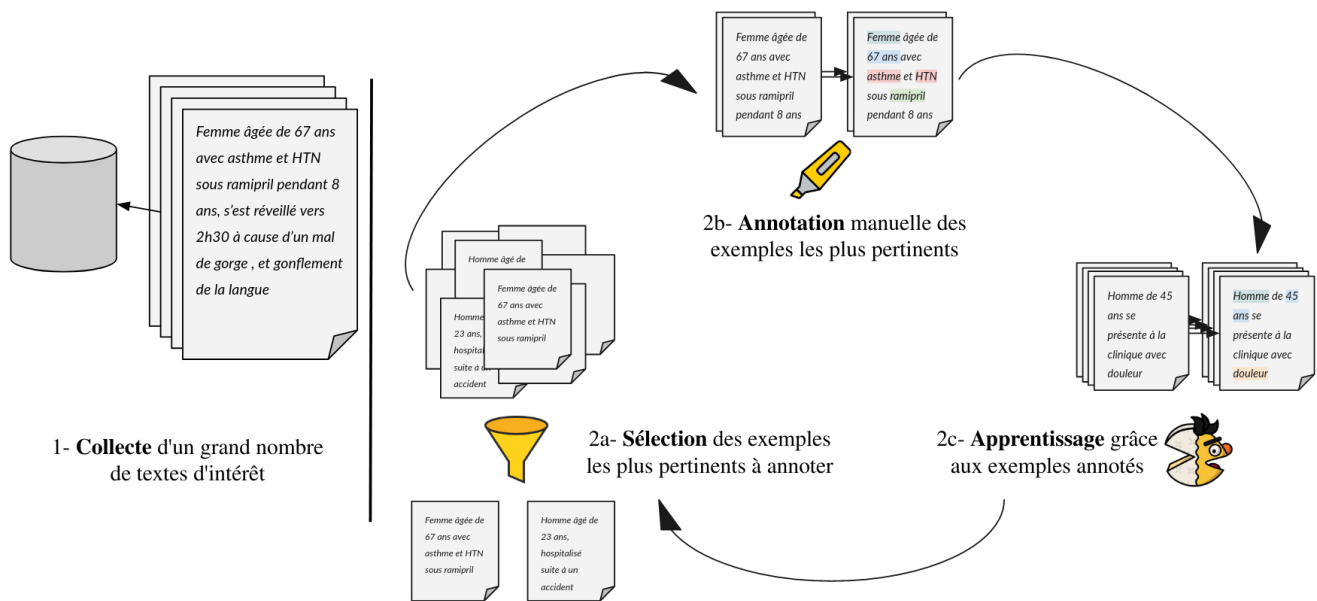 Femme âgée de 67 ans
avec asthme et HTN
sous ramipril pendant 8
ans, s'est réveillé vers
2h30 à cause d'un mal
de gorge , et gonflement
de la langue
1- Collecte d'un grand nombre
de textes d'intérêt
Homme âgé de
Femme âgée de
67 ans avec
asthme et HTN
sous ramipril
Homme
23 ans,
hospital
suite à un
accident
2a- Sélection des exemples
les plus pertinents à annoter
Femme âgée de
67 ans avec
asthme et HTN
sous ramipril
Homme âgé de
23 ans,
hospitalisé
suite à un
accident
Femme âgée de
67 ans avec
asthme et HTN
sous ramipril
pendant 8 ans
Femme âgée de
67 ans avec
asthme et HTN
sous ramipril
pendant 8 ans
2b- Annotation manuelle des
exemples les plus pertinents
Homme de 45
ans se
présente à la
clinique avec
douleur
Homme de 45
ans se
présente à la
clinique avec
douleur
2c- Apprentissage grâce
aux exemples annotés